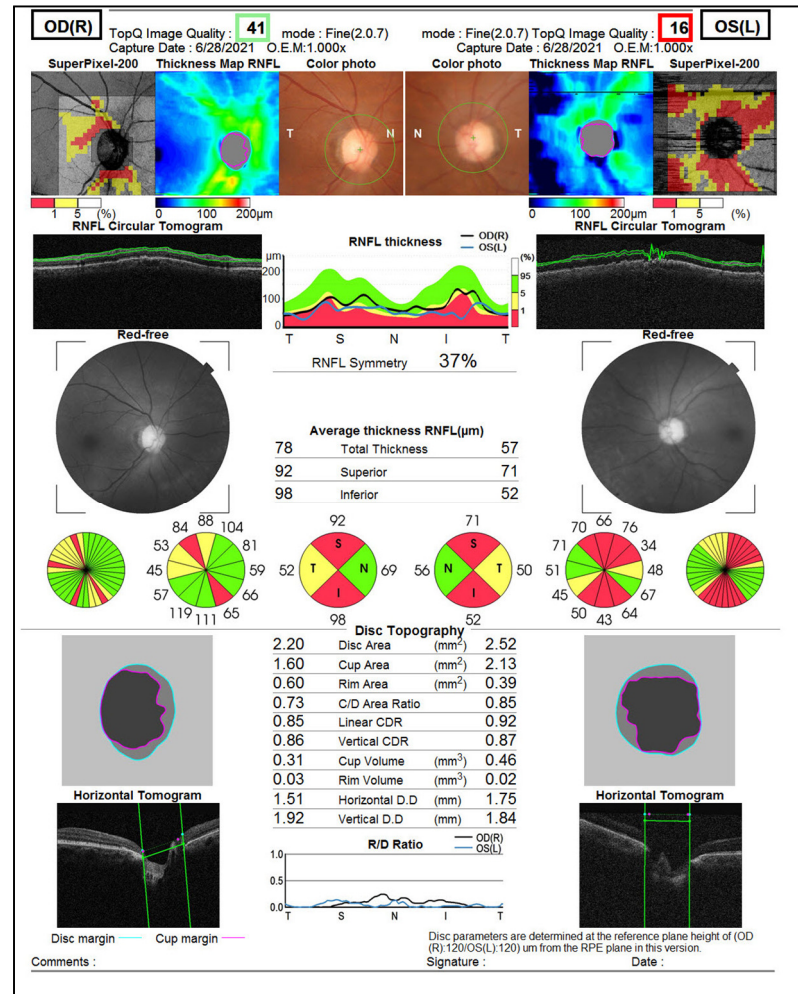 OD(R) TopQ Image Quality : 41 mode : Fine(2.0.7) mode : Fine(2.0.7) TopQ Image Quality : 16 OS(L)
Capture Date : 6/28/2021 O.E.M:1.000x Capture Date : 6/28/2021 O.E.M:1.000x
SuperPixel-200 Thickness Map RNFL Color photo Color photo Thickness Map RNFL SuperPixel-200
T N N T
1 5 (%) 0 100 200µm 0 100 200µm 1 5 (%)
RNFL Circular Tomogram RNFL thickness OD(R) OS(L) RNFL Circular Tomogram
µm (%)
200 95
100 5
0 1
T S N I T
Red-free RNFL Symmetry 37% Red-free
Average thickness RNFL(µm)
78 Total Thickness 57
92 Superior 71
98 Inferior 52
84 88 104 92 71 70 66 76
53 81 S S 71 34
45 59 52 T N 69 56 N T 50 51 48
57 66 I I 45 67
119 111 65 98 52 50 43 64
Disc Topography
2.20 Disc Area (mm²) 2.52
1.60 Cup Area (mm²) 2.13
0.60 Rim Area (mm²) 0.39
0.73 C/D Area Ratio 0.85
0.85 Linear CDR 0.92
0.86 Vertical CDR 0.87
0.31 Cup Volume (mm³) 0.46
0.03 Rim Volume (mm³) 0.02
1.51 Horizontal D.D (mm) 1.75
1.92 Vertical D.D (mm) 1.84
Horizontal Tomogram Horizontal Tomogram
R/D Ratio OD(R) OS(L)
1.0
0.5
0.0
T S N I T
Disc margin Cup margin
Disc parameters are determined at the reference plane height of (OD
(R):120/OS(L):120) um from the RPE plane in this version.
Comments : Signature : Date :